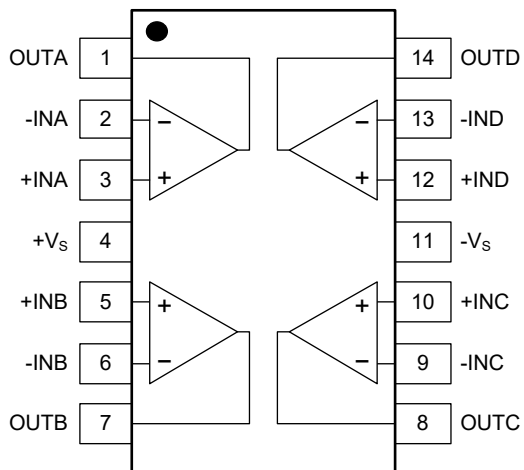 OUTA 1 14 OUTD
-INA 2 − − 13 -IND
+INA 3 + + 12 +IND
+VS 4 11 -VS
+INB 5 + + 10 +INC
-INB 6 − − 9 -INC
OUTB 7 8 OUTC